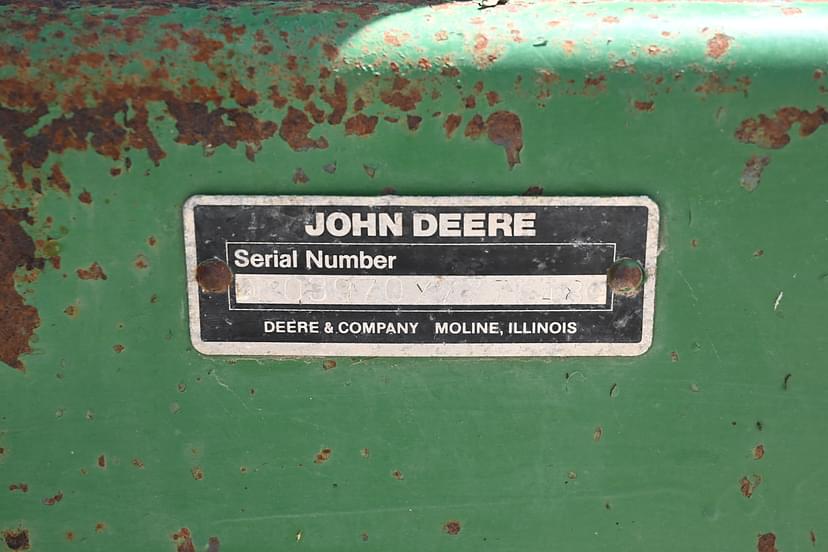 JOHN DEERE
Serial Number
DEERE & COMPANY MOLINE, ILLINOIS